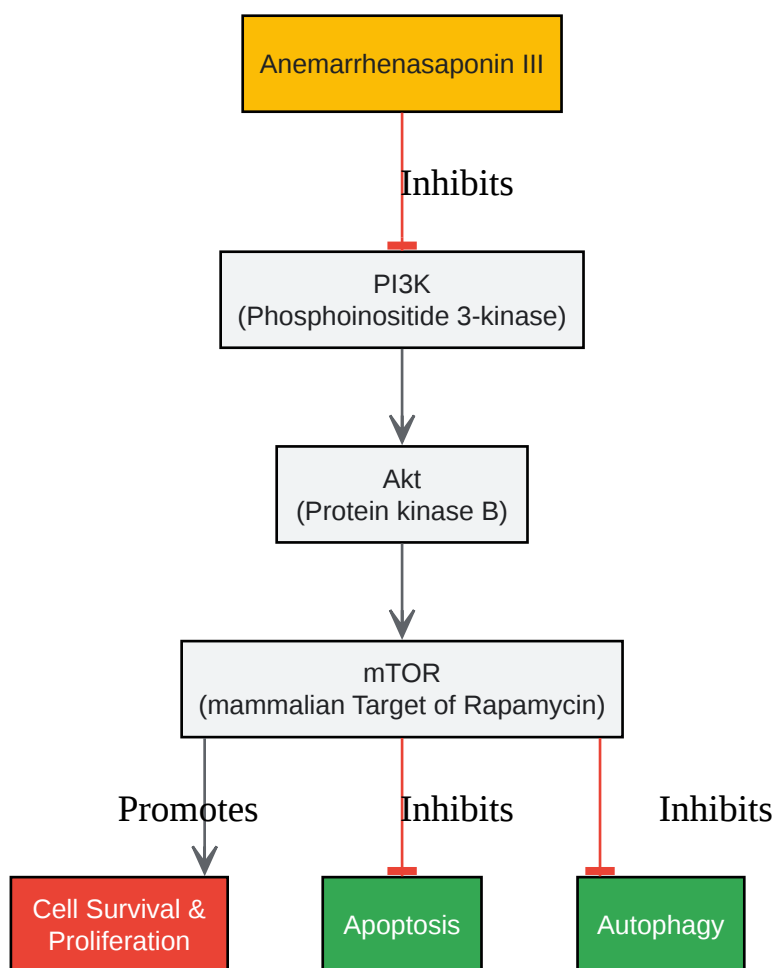 Anemarrhenasaponin III
Inhibits
PI3K
(Phosphoinositide 3-kinase)
Akt
(Protein kinase B)
mTOR
(mammalian Target of Rapamycin)
Promotes
Inhibits
Inhibits
Cell Survival &
Proliferation
Apoptosis
Autophagy